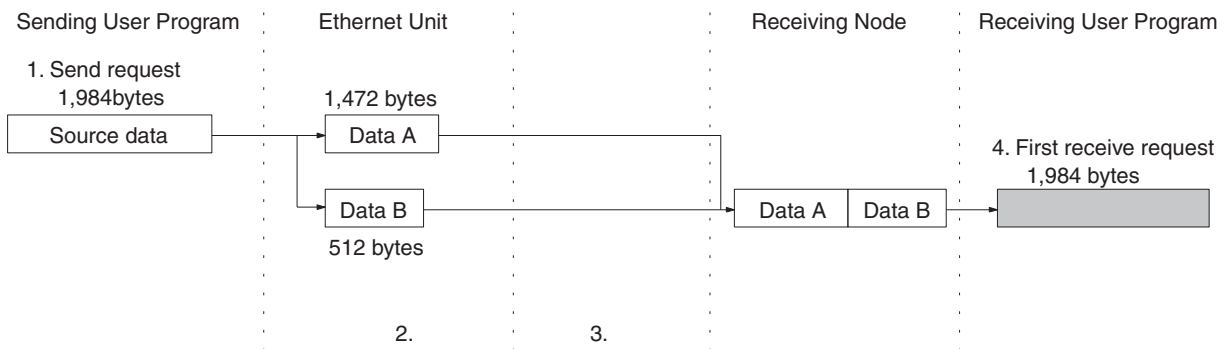 Sending User Program
Ethernet Unit
Receiving Node
Receiving User Program
1. Send request
1,984bytes
Source data
1,472 bytes
Data A
Data B
512 bytes
Data A
Data B
4. First receive request
1,984 bytes
2.
3.